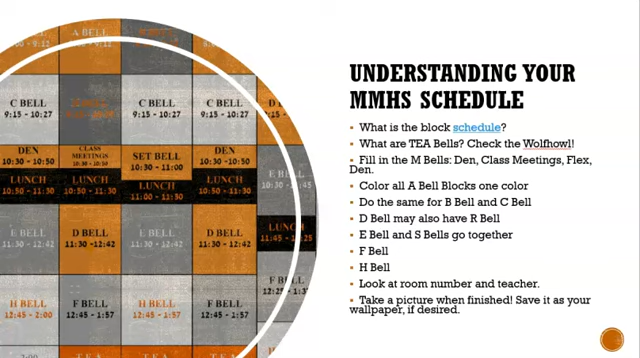 A BELL
C BELL
9:15 - 10:27
C BELL
9:15 - 10:27
C BELL
9:15 - 10:27
DEN
10:30 - 10:50
CLASS
MEETINGS
10:30 - 10:50
SET BELL
10:30 - 11:00
DEN
10:30 - 10:50
LUNCH
10:50 - 11:30
LUNCH
10:50 - 11:30
LUNCH
11:00 - 11:30
LUNCH
10:50 - 11:30
E BELL
11:30 - 12:42
D BELL
11:30 - 12:42
E BELL
11:30 - 12:42
D BELL
11:30 - 12:42
LUNCH
H BELL
12:45 - 2:00
F BELL
12:45 - 1:57
H BELL
12:45 - 1:57
F BELL
12:45 - 1:57
F BELL
UNDERSTANDING YOUR
MMHS SCHEDULE
▪ What is the block schedule?
▪ What are TEA Bells? Check the Wolfhowl!
▪ Fill in the M Bells: Den, Class Meetings, Flex,
Den.
▪ Color all A Bell Blocks one color
▪ Do the same for B Bell and C Bell
▪ D Bell may also have R Bell
▪ E Bell and S Bells go together
▪ F Bell
▪ H Bell
▪ Look at room number and teacher.
▪ Take a picture when finished! Save it as your
wallpaper, if desired.